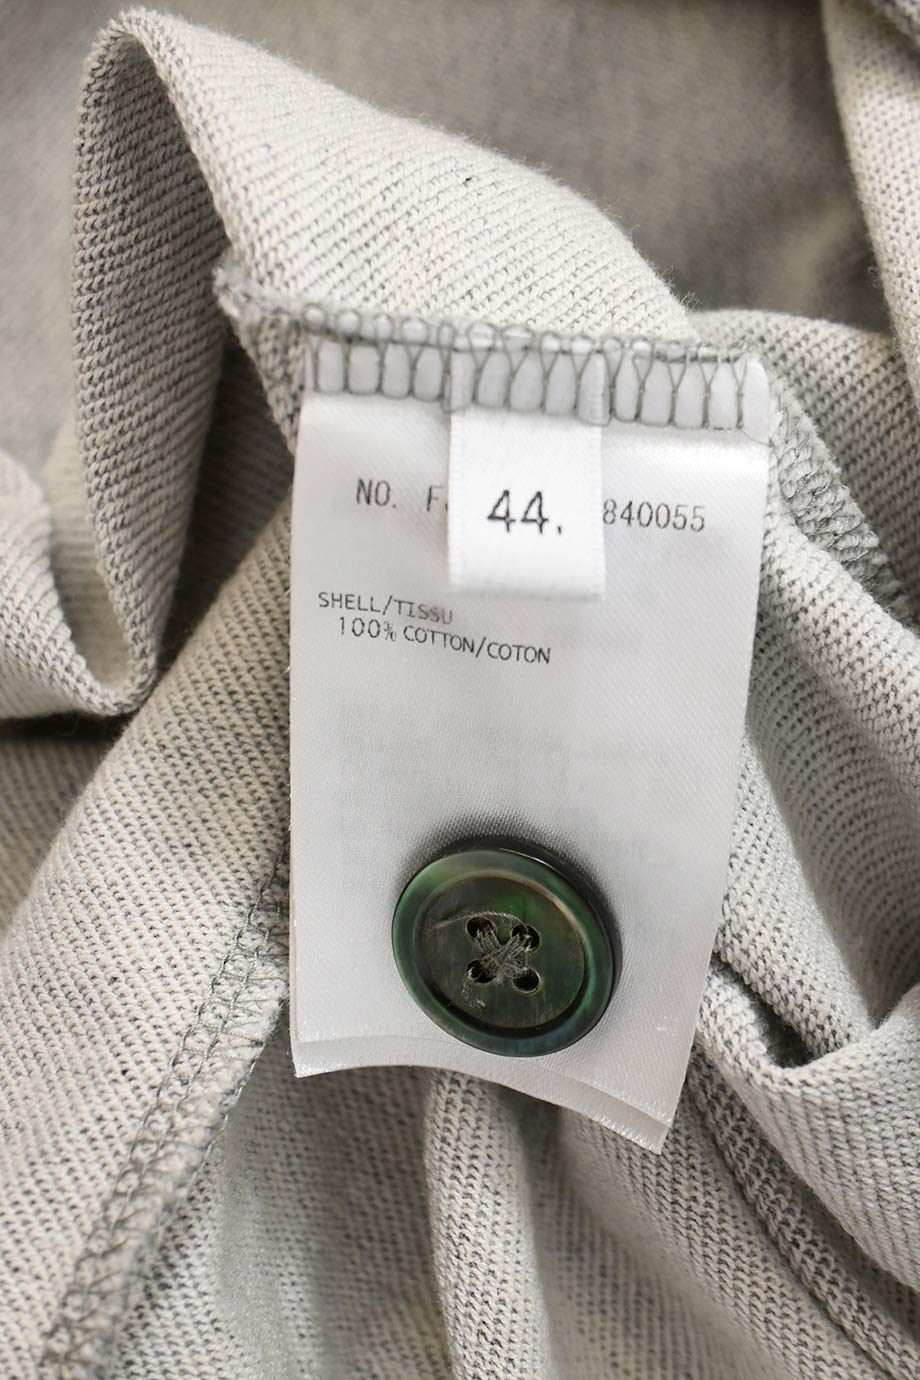 NO. F 840055
44.
SHELL/TISSU
100% COTTON/COTON